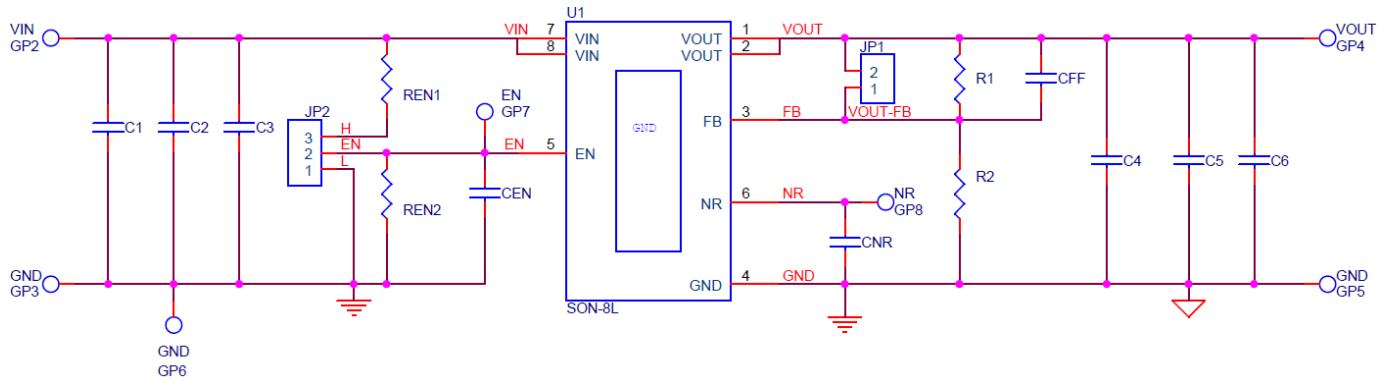 U1
VIN
GP2
VIN
7
VIN
8
VIN
1
VOUT
VOUT
2
VOUT
JP1
2
1
VOUT
GP4
REN1
EN
GP7
R1
CFF
C1
C2
C3
JP2
H
3
EN
2
L
1
GND
EN
5
EN
3
FB
FB
VOUT-FB
REN2
CEN
R2
C4
C5
C6
6
NR
NR
NR
GP8
CNR
GND
GP3
4
GND
GND
GND
GP5
SON-8L
GND
GP6